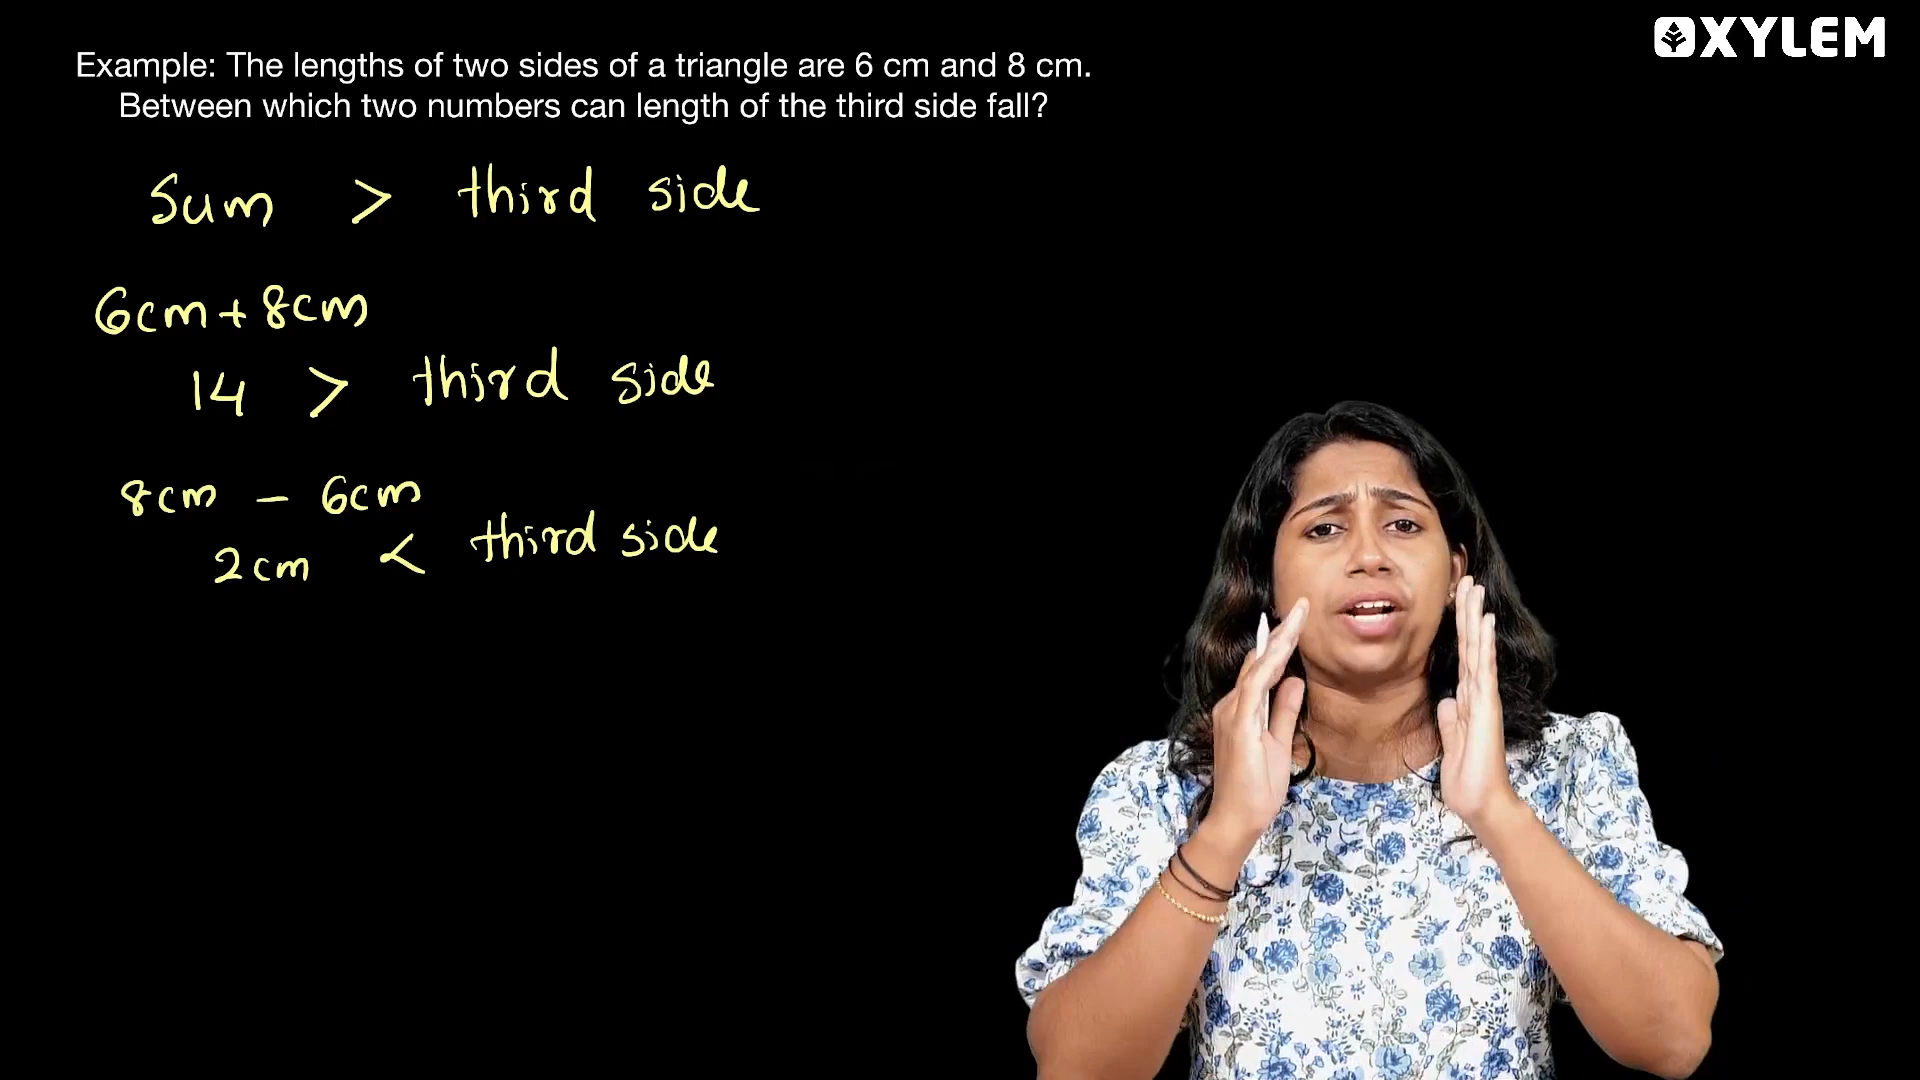 XYLEM
Example: The lengths of two sides of a triangle are 6 cm and 8 cm.
Between which two numbers can length of the third side fall?
Sum > third side
6cm + 8cm
14 > third side
8cm - 6cm
2cm < third side